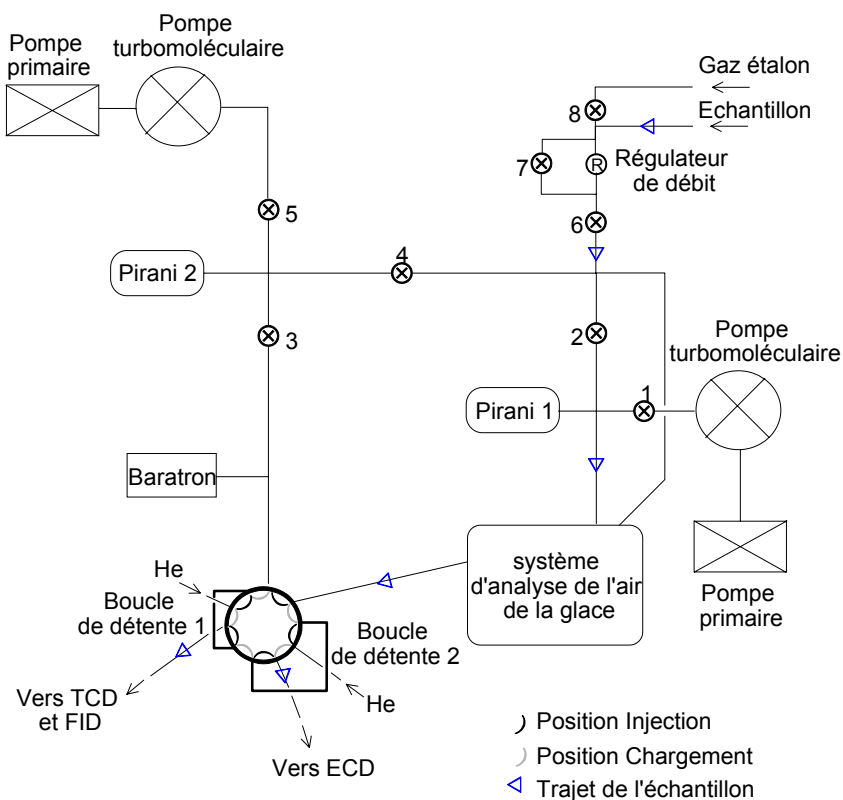 Pompe
turbomoléculaire
Pompe
primaire
Gaz étalon
8
Echantillon
7
R
Régulateur
de débit
5
6
4
Pirani 2
3
2
Pompe
turbomoléculaire
1
Pirani 1
Baratron
système
d'analyse de l'air
de la glace
He
Boucle
de détente 1
Boucle
de détente 2
Pompe
primaire
He
Vers TCD
et FID
Vers ECD
Position Injection
Position Chargement
Trajet de l'échantillon